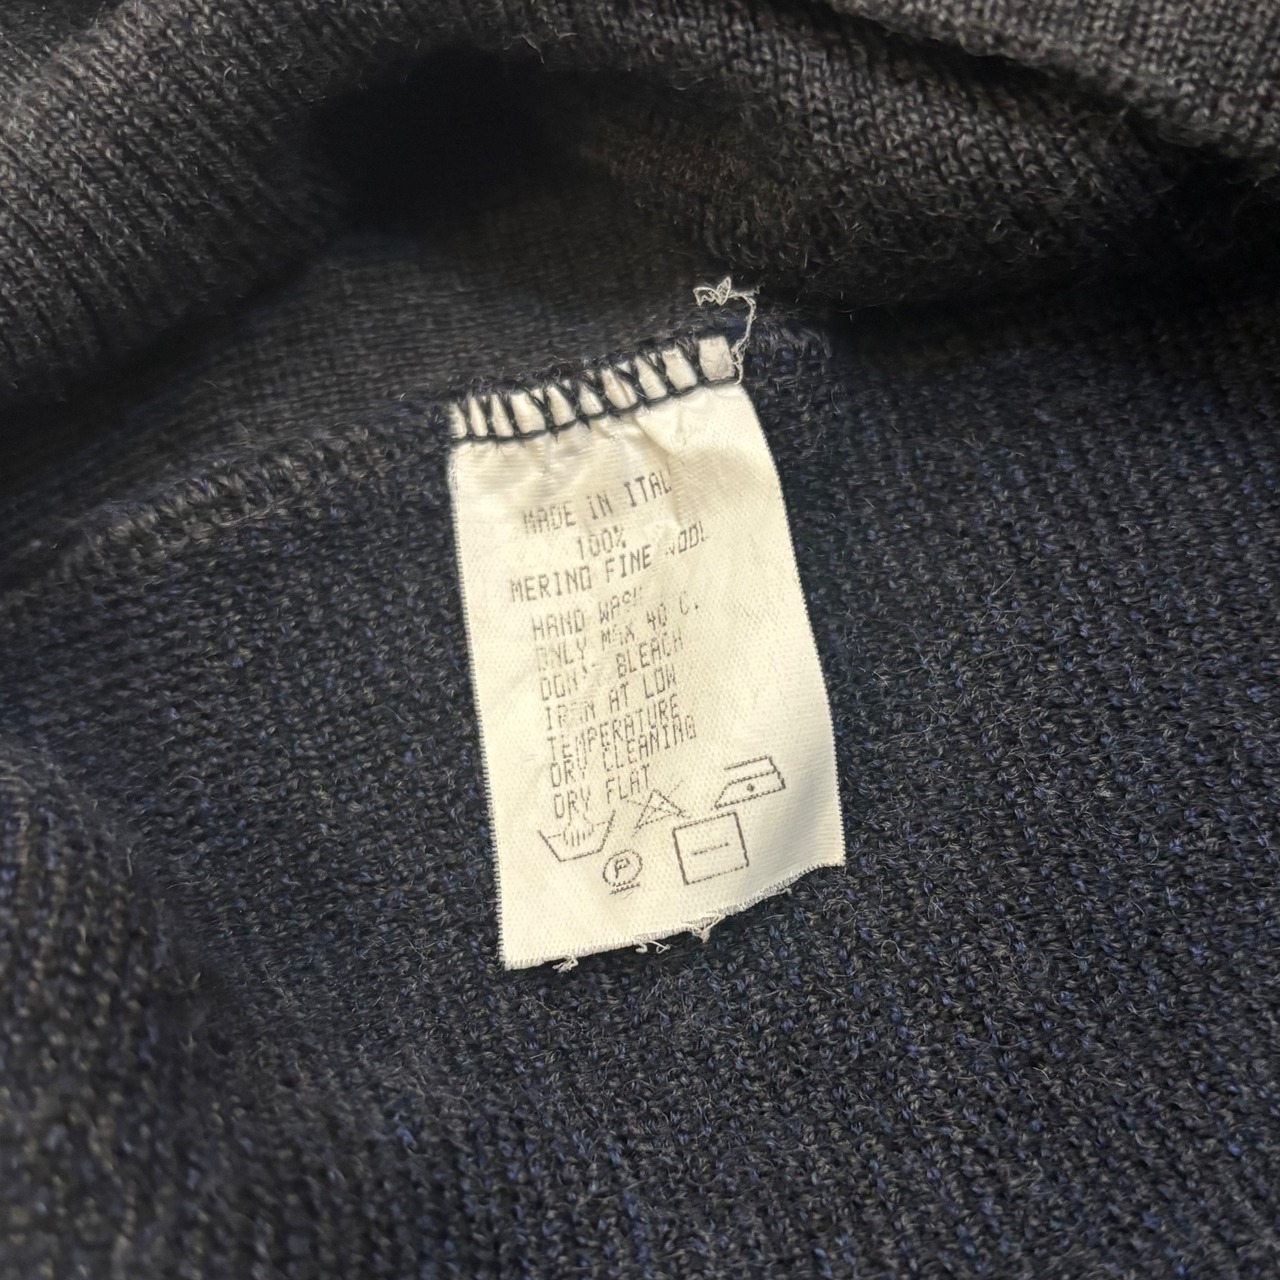 MADE IN ITALY
100%
MERINO FINE WOOL
HAND WASH
ONLY MAX 40 C.
DON'T BLEACH
IRON AT LOW
TEMPERATURE
DRY CLEANING
DRY FLAT
P